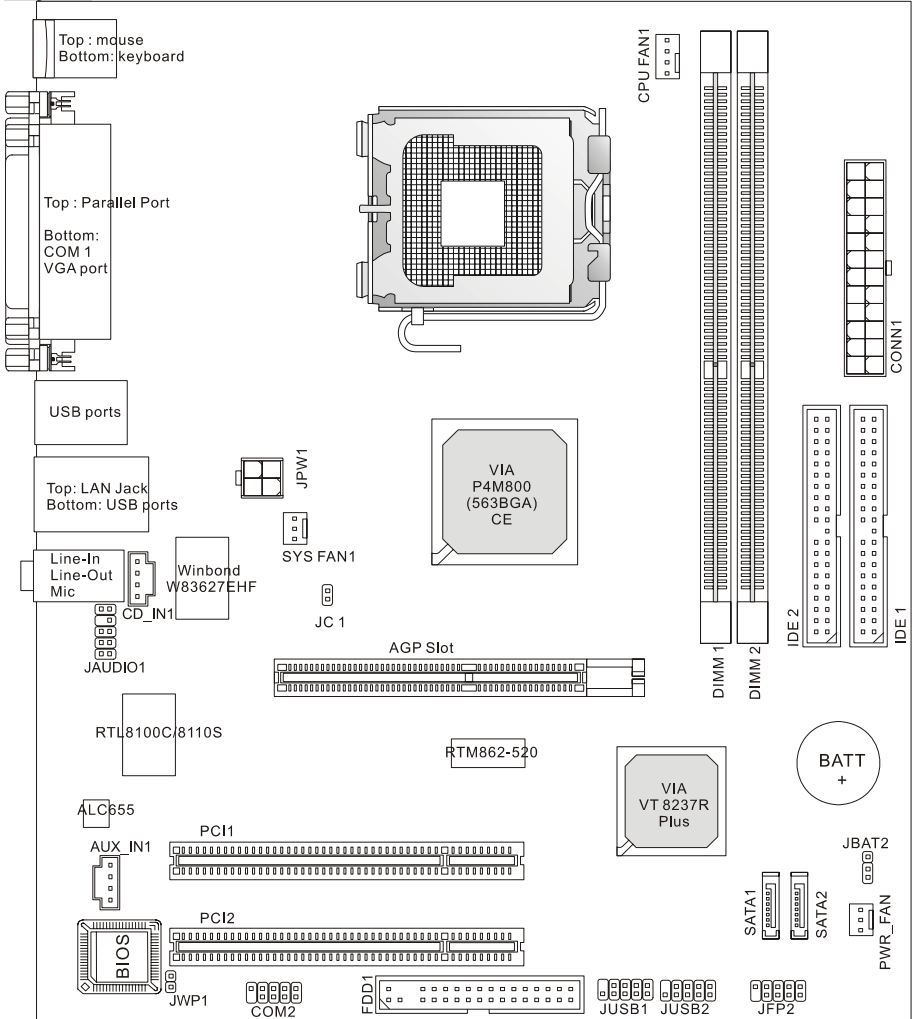 Top : mouse
Bottom: keyboard
CPU FAN1
Top : Parallel Port
Bottom:
COM 1
VGA port
CONN1
USB ports
JPW1
VIA
P4M800
(563BGA)
CE
Top: LAN Jack
Bottom: USB ports
SYS FAN1
Line-In
Line-Out
Mic
CD_IN1
Winbond
W83627EHF
JC 1
JAUDIO1
AGP Slot
DIMM 1
DIMM 2
IDE 2
IDE 1
RTL8100C/8110S
RTM862-520
VIA
VT 8237R
Plus
BATT
+
ALC655
AUX_IN1
PCI1
JBAT2
SATA1
SATA2
PWR_FAN
PCI2
BIOS
JWP1
COM2
FDD1
JUSB1
JUSB2
JFP2